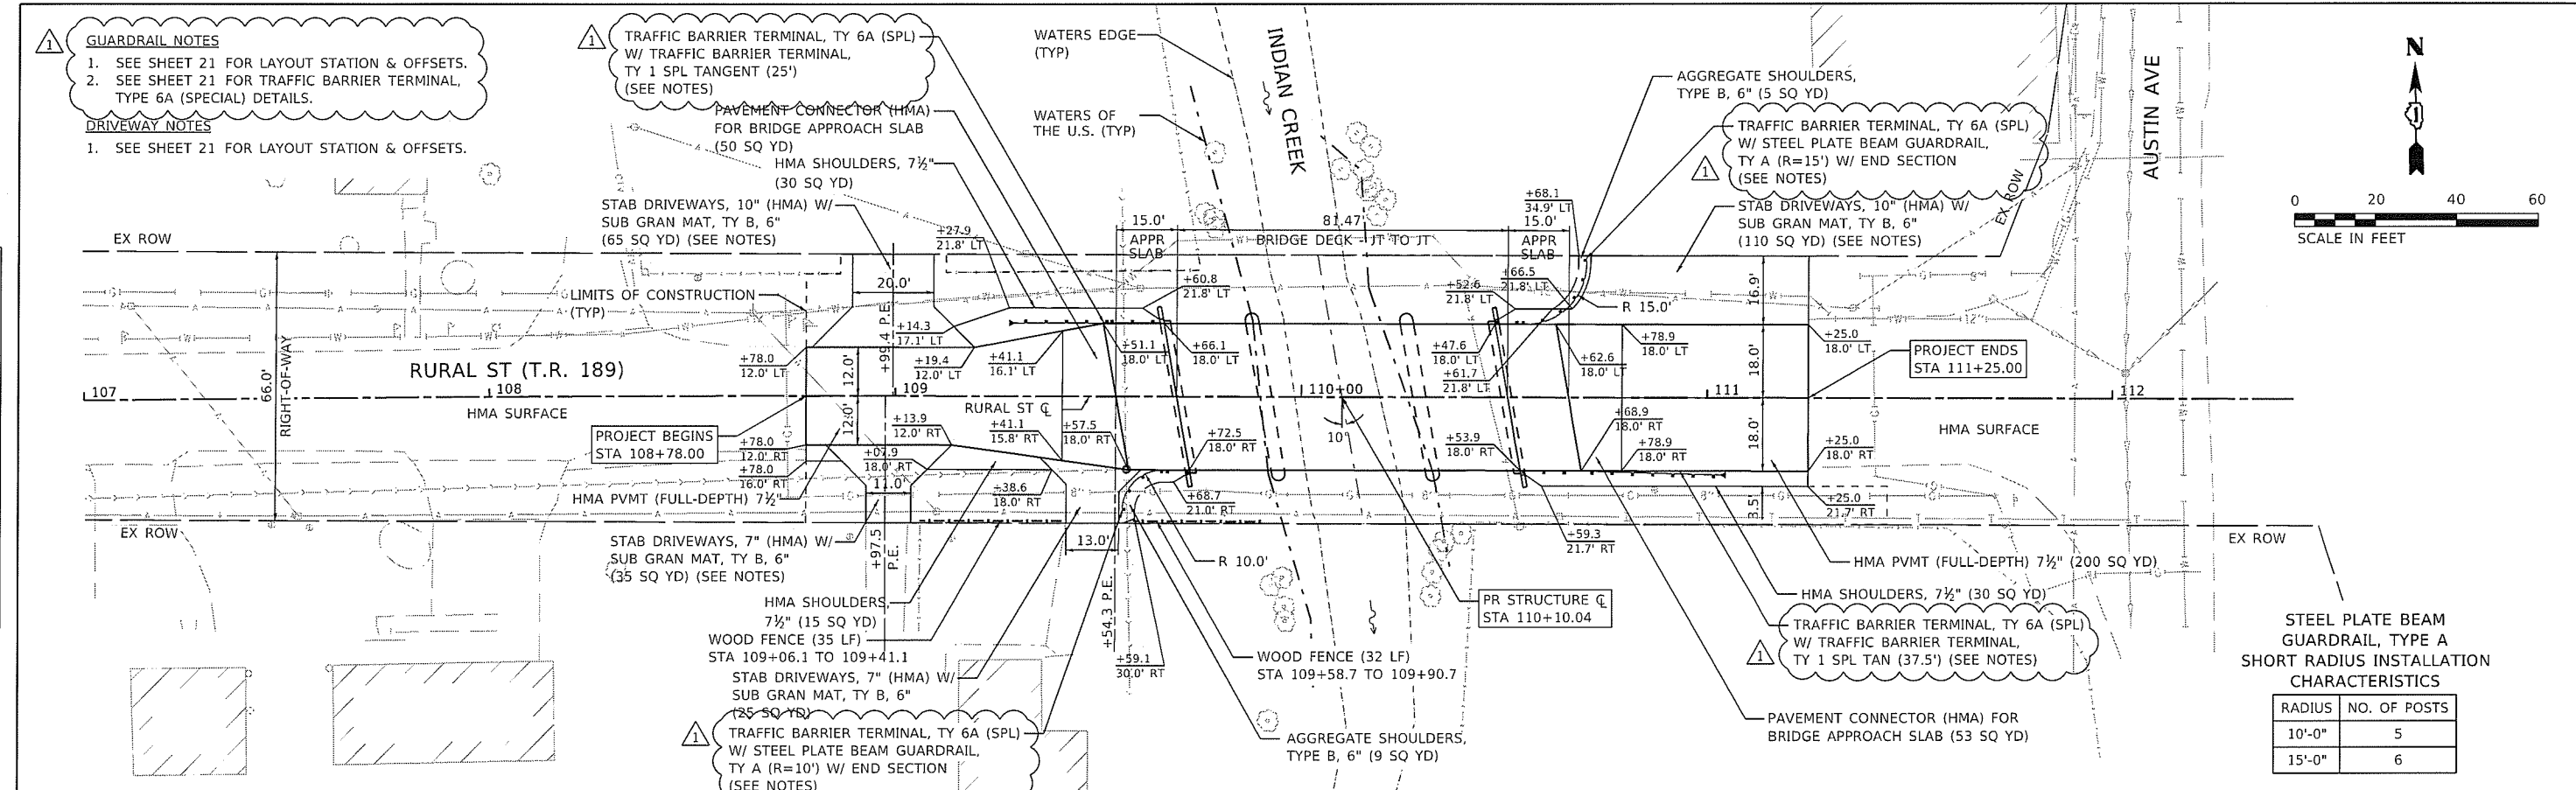 1
GUARDRAIL NOTES
1. SEE SHEET 21 FOR LAYOUT STATION & OFFSETS.
2. SEE SHEET 21 FOR TRAFFIC BARRIER TERMINAL,
TYPE 6A (SPECIAL) DETAILS.
DRIVEWAY NOTES
1. SEE SHEET 21 FOR LAYOUT STATION & OFFSETS.
1
TRAFFIC BARRIER TERMINAL, TY 6A (SPL)
W/ TRAFFIC BARRIER TERMINAL,
TY 1 SPL TANGENT (25')
(SEE NOTES)
PAVEMENT CONNECTOR (HMA)
FOR BRIDGE APPROACH SLAB
(50 SQ YD)
HMA SHOULDERS, 7½"
(30 SQ YD)
STAB DRIVEWAYS, 10" (HMA) W/
SUB GRAN MAT, TY B, 6"
(65 SQ YD) (SEE NOTES)
WATERS EDGE
(TYP)
WATERS OF
THE U.S. (TYP)
INDIAN CREEK
AGGREGATE SHOULDERS,
TYPE B, 6" (5 SQ YD)
1
TRAFFIC BARRIER TERMINAL, TY 6A (SPL)
W/ STEEL PLATE BEAM GUARDRAIL,
TY A (R=15') W/ END SECTION
(SEE NOTES)
STAB DRIVEWAYS, 10" (HMA) W/
SUB GRAN MAT, TY B, 6"
(110 SQ YD) (SEE NOTES)
EX ROW
AUSTIN AVE
N
0 20 40 60
SCALE IN FEET
EX ROW
66.0'
RIGHT-OF-WAY
LIMITS OF CONSTRUCTION
(TYP)
+27.9
21.8' LT
20.0'
+99.4 P.E.
+14.3
17.1' LT
+19.4
12.0' LT
+41.1
16.1' LT
+78.0
12.0' LT
15.0'
APPR
SLAB
81.47'
BRIDGE DECK - JT TO JT
15.0'
APPR
SLAB
+68.1
34.9' LT
+60.8
21.8' LT
+51.1
18.0' LT
+66.1
18.0' LT
+52.6
21.8' LT
+66.5
21.8' LT
+47.6
18.0' LT
+61.7
21.8' LT
+62.6
18.0' LT
+78.9
18.0' LT
R 15.0'
16.9'
18.0'
18.0'
3.5'
+25.0
18.0' LT
PROJECT ENDS
STA 111+25.00
RURAL ST (T.R. 189)
107
108
109
110+00
111
112
HMA SURFACE
12.0'
12.0'
RURAL ST ℄
10°
HMA SURFACE
PROJECT BEGINS
STA 108+78.00
+78.0
12.0' RT
+78.0
16.0' RT
+13.9
12.0' RT
+07.9
18.0' RT
11.0'
+41.1
15.8' RT
+57.5
18.0' RT
+38.6
18.0' RT
+72.5
18.0' RT
+68.7
21.0' RT
+53.9
18.0' RT
+68.9
18.0' RT
+78.9
18.0' RT
+25.0
18.0' RT
+25.0
21.7' RT
+59.3
21.7' RT
HMA PVMT (FULL-DEPTH) 7½"
EX ROW
EX ROW
STAB DRIVEWAYS, 7" (HMA) W/
SUB GRAN MAT, TY B, 6"
(35 SQ YD) (SEE NOTES)
+97.5
P.E.
13.0'
+54.3 P.E.
+59.1
30.0' RT
R 10.0'
HMA SHOULDERS,
7½" (15 SQ YD)
WOOD FENCE (35 LF)
STA 109+06.1 TO 109+41.1
STAB DRIVEWAYS, 7" (HMA) W/
SUB GRAN MAT, TY B, 6"
(25 SQ YD)
1
TRAFFIC BARRIER TERMINAL, TY 6A (SPL)
W/ STEEL PLATE BEAM GUARDRAIL,
TY A (R=10') W/ END SECTION
(SEE NOTES)
WOOD FENCE (32 LF)
STA 109+58.7 TO 109+90.7
AGGREGATE SHOULDERS,
TYPE B, 6" (9 SQ YD)
PR STRUCTURE ℄
STA 110+10.04
HMA PVMT (FULL-DEPTH) 7½" (200 SQ YD)
HMA SHOULDERS, 7½" (30 SQ YD)
1
TRAFFIC BARRIER TERMINAL, TY 6A (SPL)
W/ TRAFFIC BARRIER TERMINAL,
TY 1 SPL TAN (37.5') (SEE NOTES)
PAVEMENT CONNECTOR (HMA) FOR
BRIDGE APPROACH SLAB (53 SQ YD)
STEEL PLATE BEAM
GUARDRAIL, TYPE A
SHORT RADIUS INSTALLATION
CHARACTERISTICS
RADIUS NO. OF POSTS
10'-0" 5
15'-0" 6